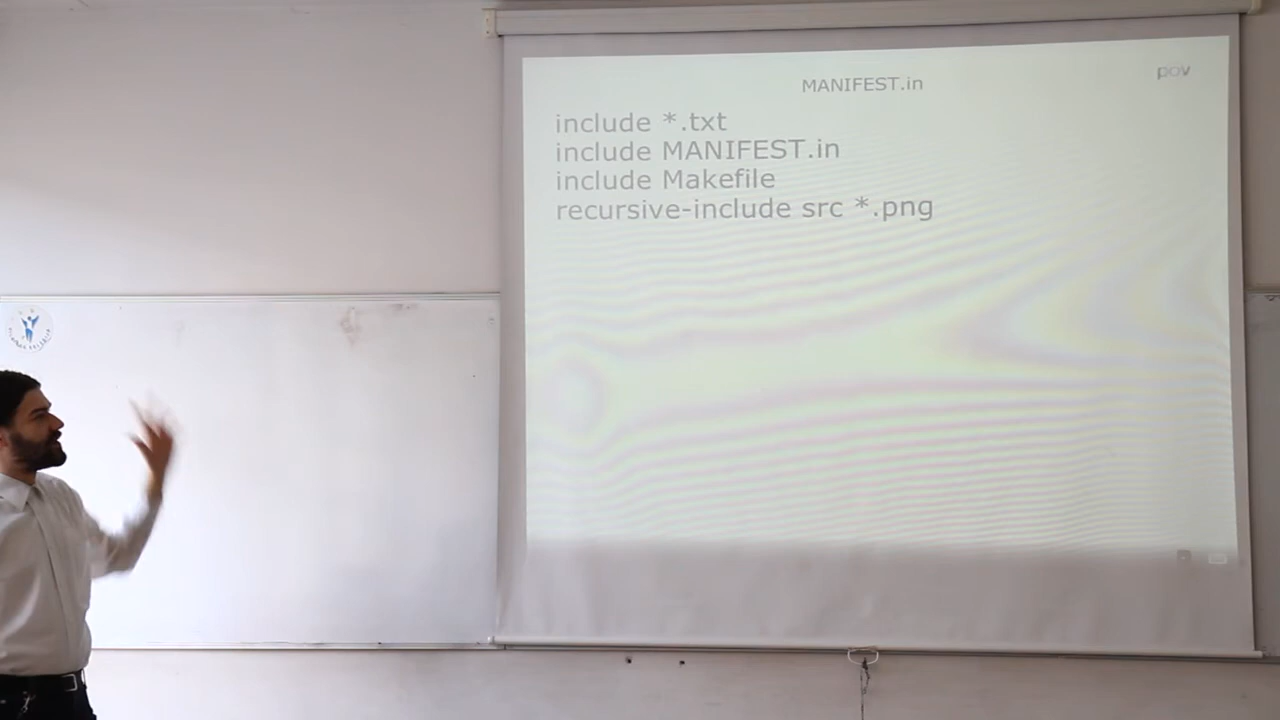 MANIFEST.in
pov
include *.txt
include MANIFEST.in
include Makefile
recursive-include src *.png